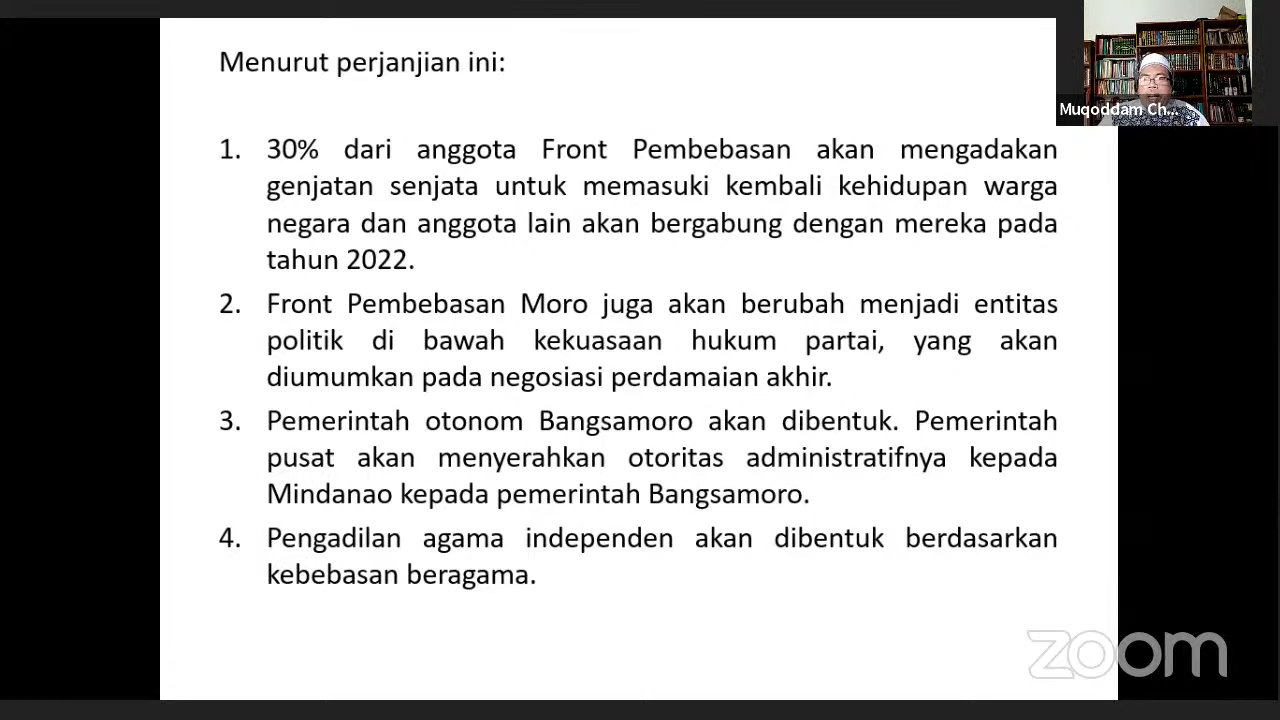 Menurut perjanjian ini:
1. 30% dari anggota Front Pembebasan akan mengadakan
genjatan senjata untuk memasuki kembali kehidupan warga
negara dan anggota lain akan bergabung dengan mereka pada
tahun 2022.
2. Front Pembebasan Moro juga akan berubah menjadi entitas
politik di bawah kekuasaan hukum partai, yang akan
diumumkan pada negosiasi perdamaian akhir.
3. Pemerintah otonom Bangsamoro akan dibentuk. Pemerintah
pusat akan menyerahkan otoritas administratifnya kepada
Mindanao kepada pemerintah Bangsamoro.
4. Pengadilan agama independen akan dibentuk berdasarkan
kebebasan beragama.
Muqoddam Ch...
zoom